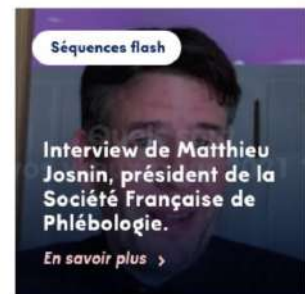 Séquences flash
Interview de Matthieu
Josnin, président de la
Société Française de
Phlébologie.
En savoir plus >